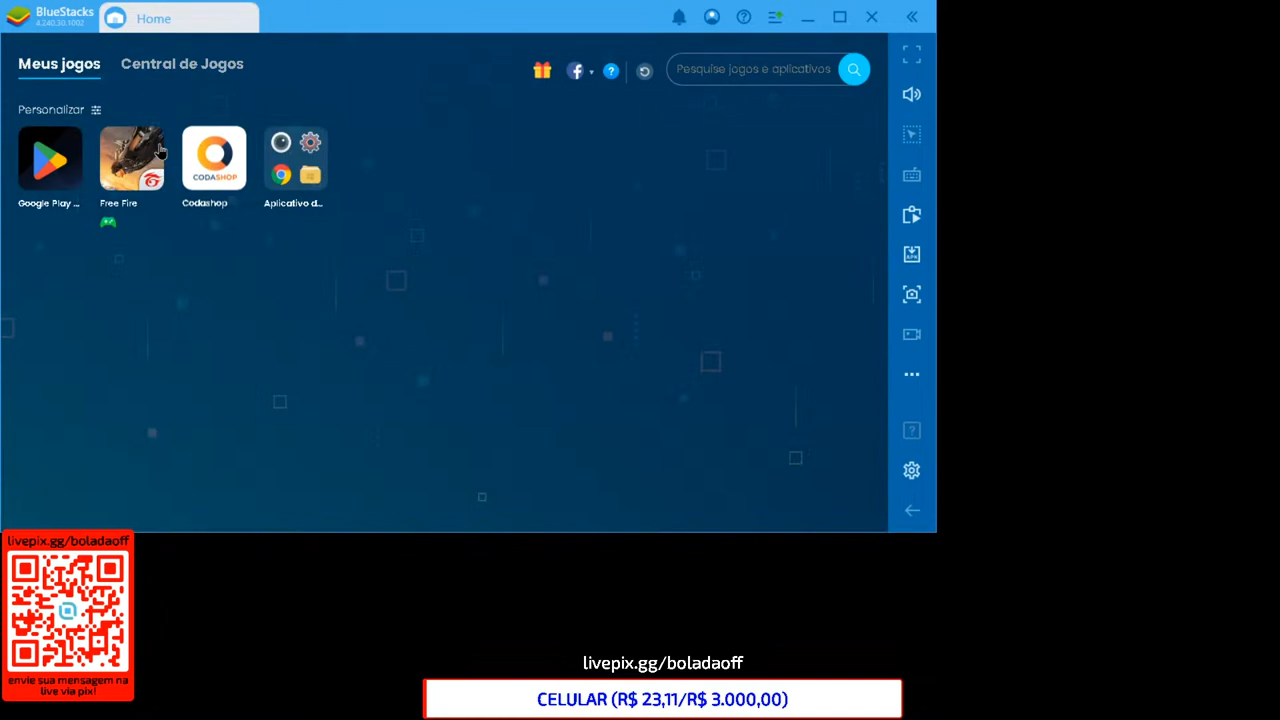 BlueStacks
4.240.30.1002
Home
Meus jogos
Central de Jogos
Pesquise jogos e aplicativos
Personalizar
CODASHOP
Google Play ...
Free Fire
Codashop
Aplicativo d...
livepix.gg/boladaoff
envie sua mensagem na
live via pix!
livepix.gg/boladaoff
CELULAR (R$ 23,11/R$ 3.000,00)